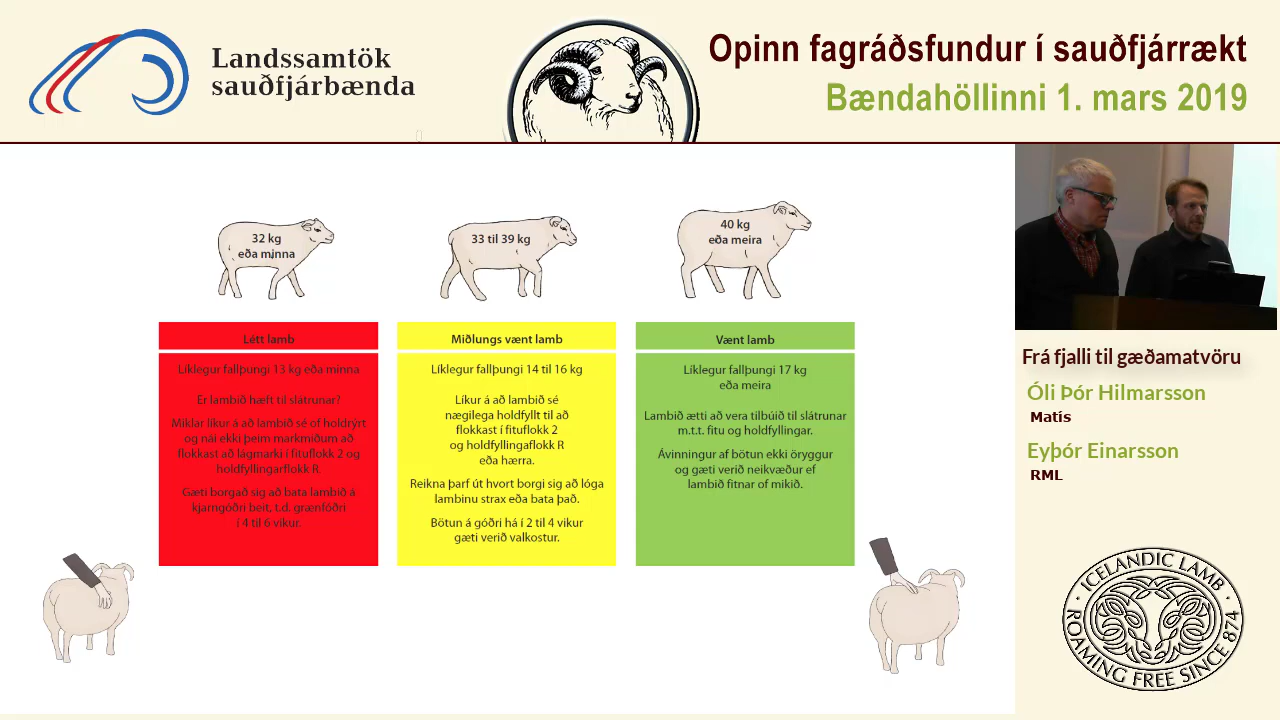 Landssamtök
sauðfjárbænda
Opinn fagráðsfundur í sauðfjárrækt
Bændahöllinni 1. mars 2019
32 kg
eða minna
33 til 39 kg
40 kg
eða meira
Létt lamb
Líklegur fallþungi 13 kg eða minna
Er lambið hæft til slátrunar?
Miklar líkur á að lambið sé of holdrýrt
og nái ekki þeim markmiðum að
flokkast að lágmarki í fituflokk 2 og
holdfyllingarflokk R.
Gæti borgað sig að bata lambið á
kjarngóðri beit, t.d. grænfóðri
í 4 til 6 vikur.
Miðlungs vænt lamb
Líklegur fallþungi 14 til 16 kg
Líkur á að lambið sé
nægilega holdfyllt til að
flokkast í fituflokk 2
og holdfyllingaflokk R
eða hærra.
Reikna þarf út hvort borgi sig að lóga
lambinu strax eða bata það.
Bötun á góðri há í 2 til 4 vikur
gæti verið valkostur.
Vænt lamb
Líklegur fallþungi 17 kg
eða meira
Lambið ætti að vera tilbúið til slátrunar
m.t.t. fitu og holdfyllingar.
Ávinningur af bötun ekki öryggur
og gæti verið neikvæður ef
lambið fitnar of mikið.
Frá fjalli til gæðamatvöru
Óli Þór Hilmarsson
Matís
Eyþór Einarsson
RML
ICELANDIC LAMB
ROAMING FREE SINCE 874